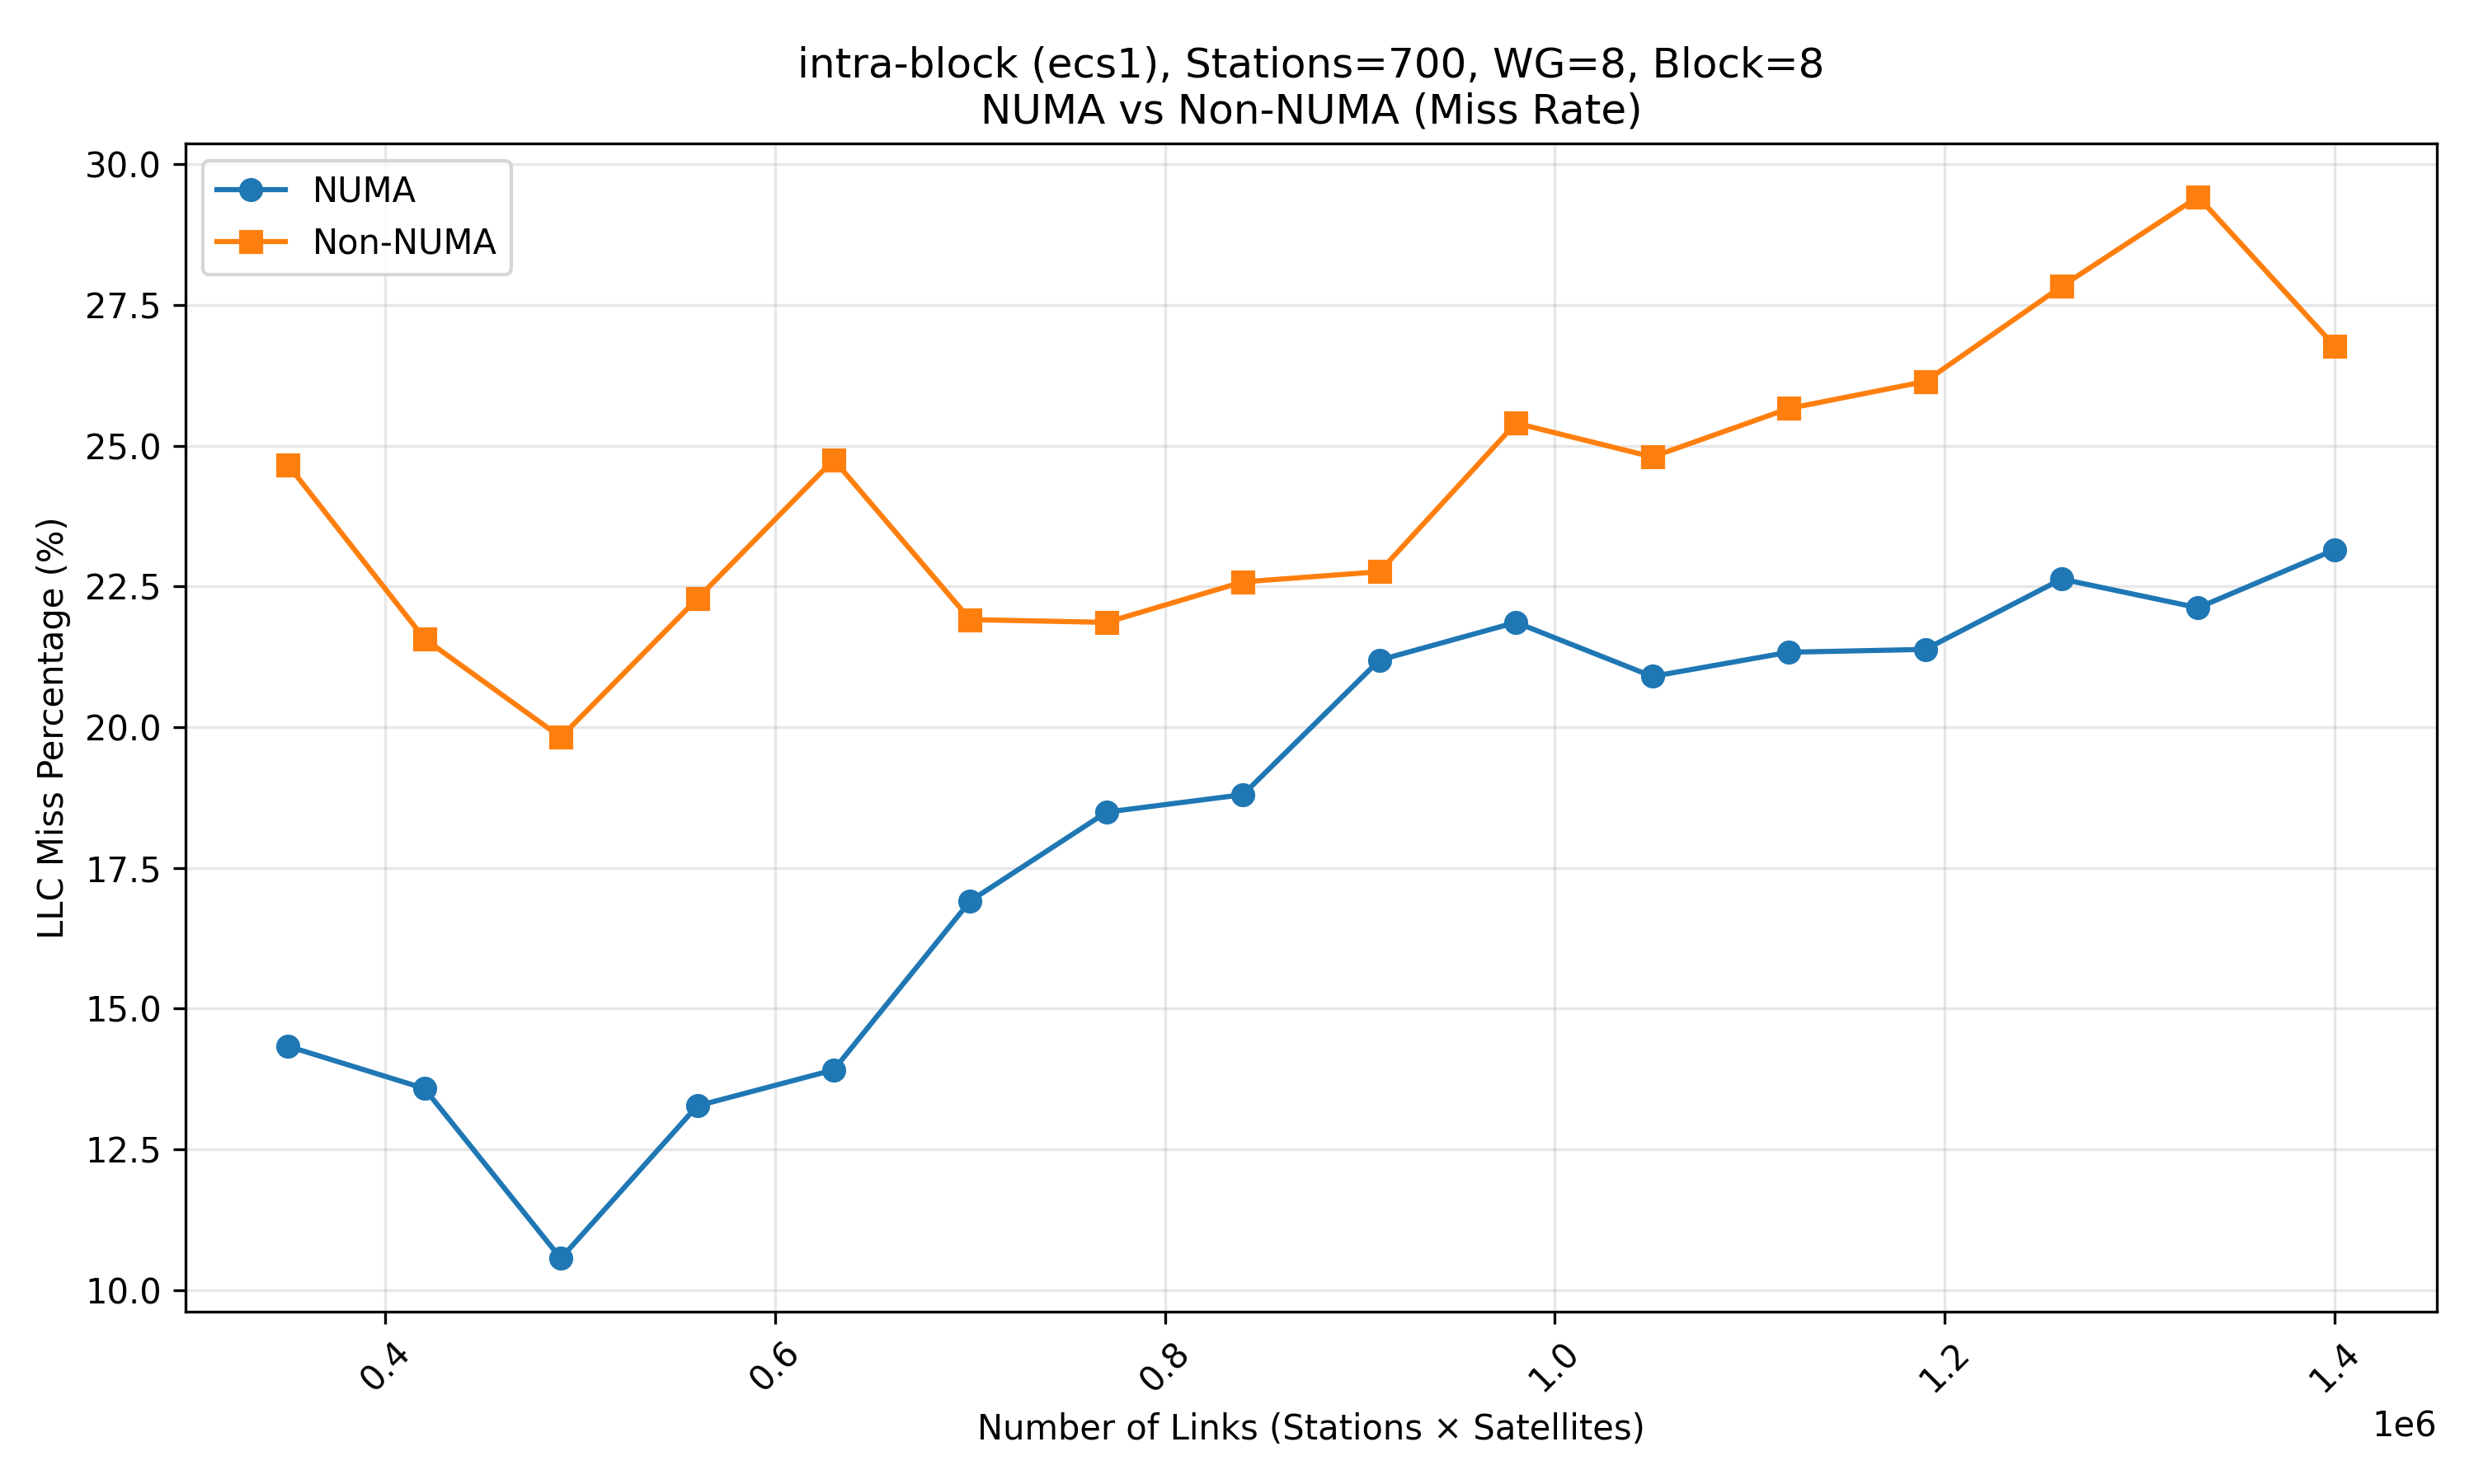 intra-block (ecs1), Stations=700, WG=8, Block=8
NUMA vs Non-NUMA (Miss Rate)
NUMA
Non-NUMA
LLC Miss Percentage (%)
30.0
27.5
25.0
22.5
20.0
17.5
15.0
12.5
10.0
0.4
0.6
0.8
1.0
1.2
1.4
1e6
Number of Links (Stations × Satellites)